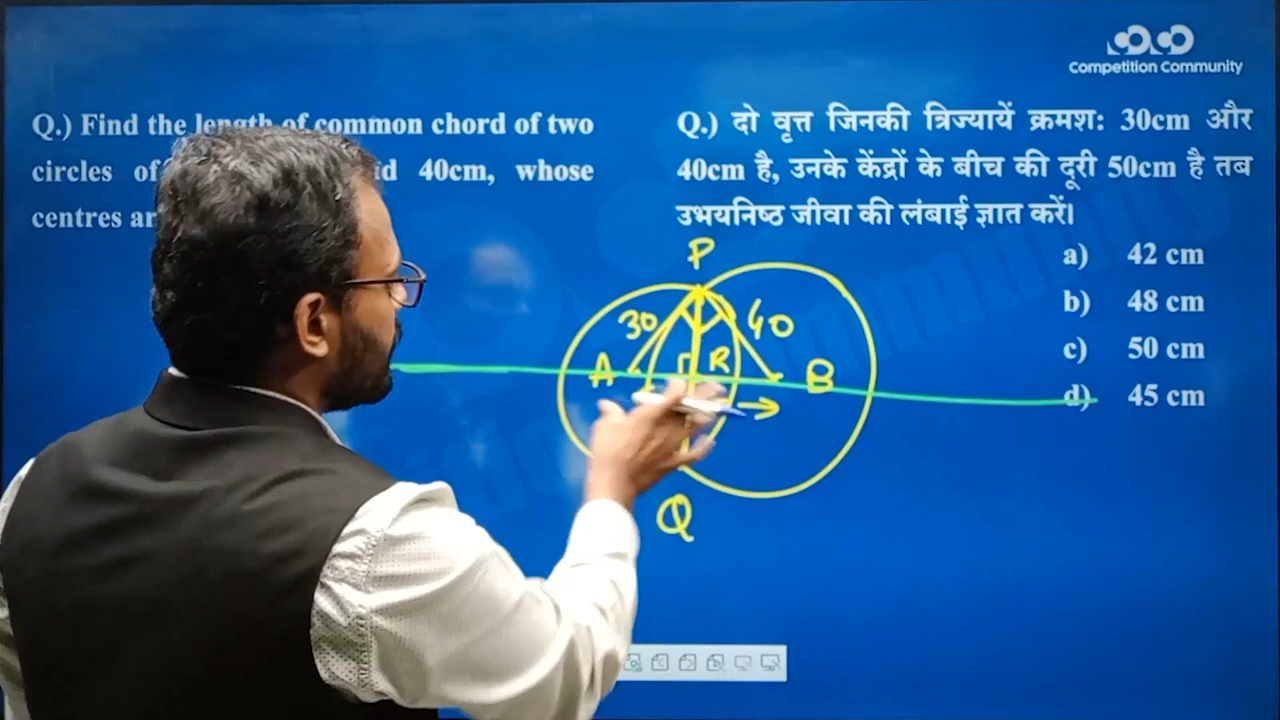 Competition Community
Q.) Find the length of common chord of two
circles of 40cm, whose
centres
Q.) दो वृत्त जिनकी त्रिज्यायें क्रमश: 30cm और
40cm है, उनके केंद्रों के बीच की दूरी 50cm है तब
उभयनिष्ठ जीवा की लंबाई ज्ञात करें।
a) 42 cm
b) 48 cm
c) 50 cm
d) 45 cm
P
30 40
A R B
Q